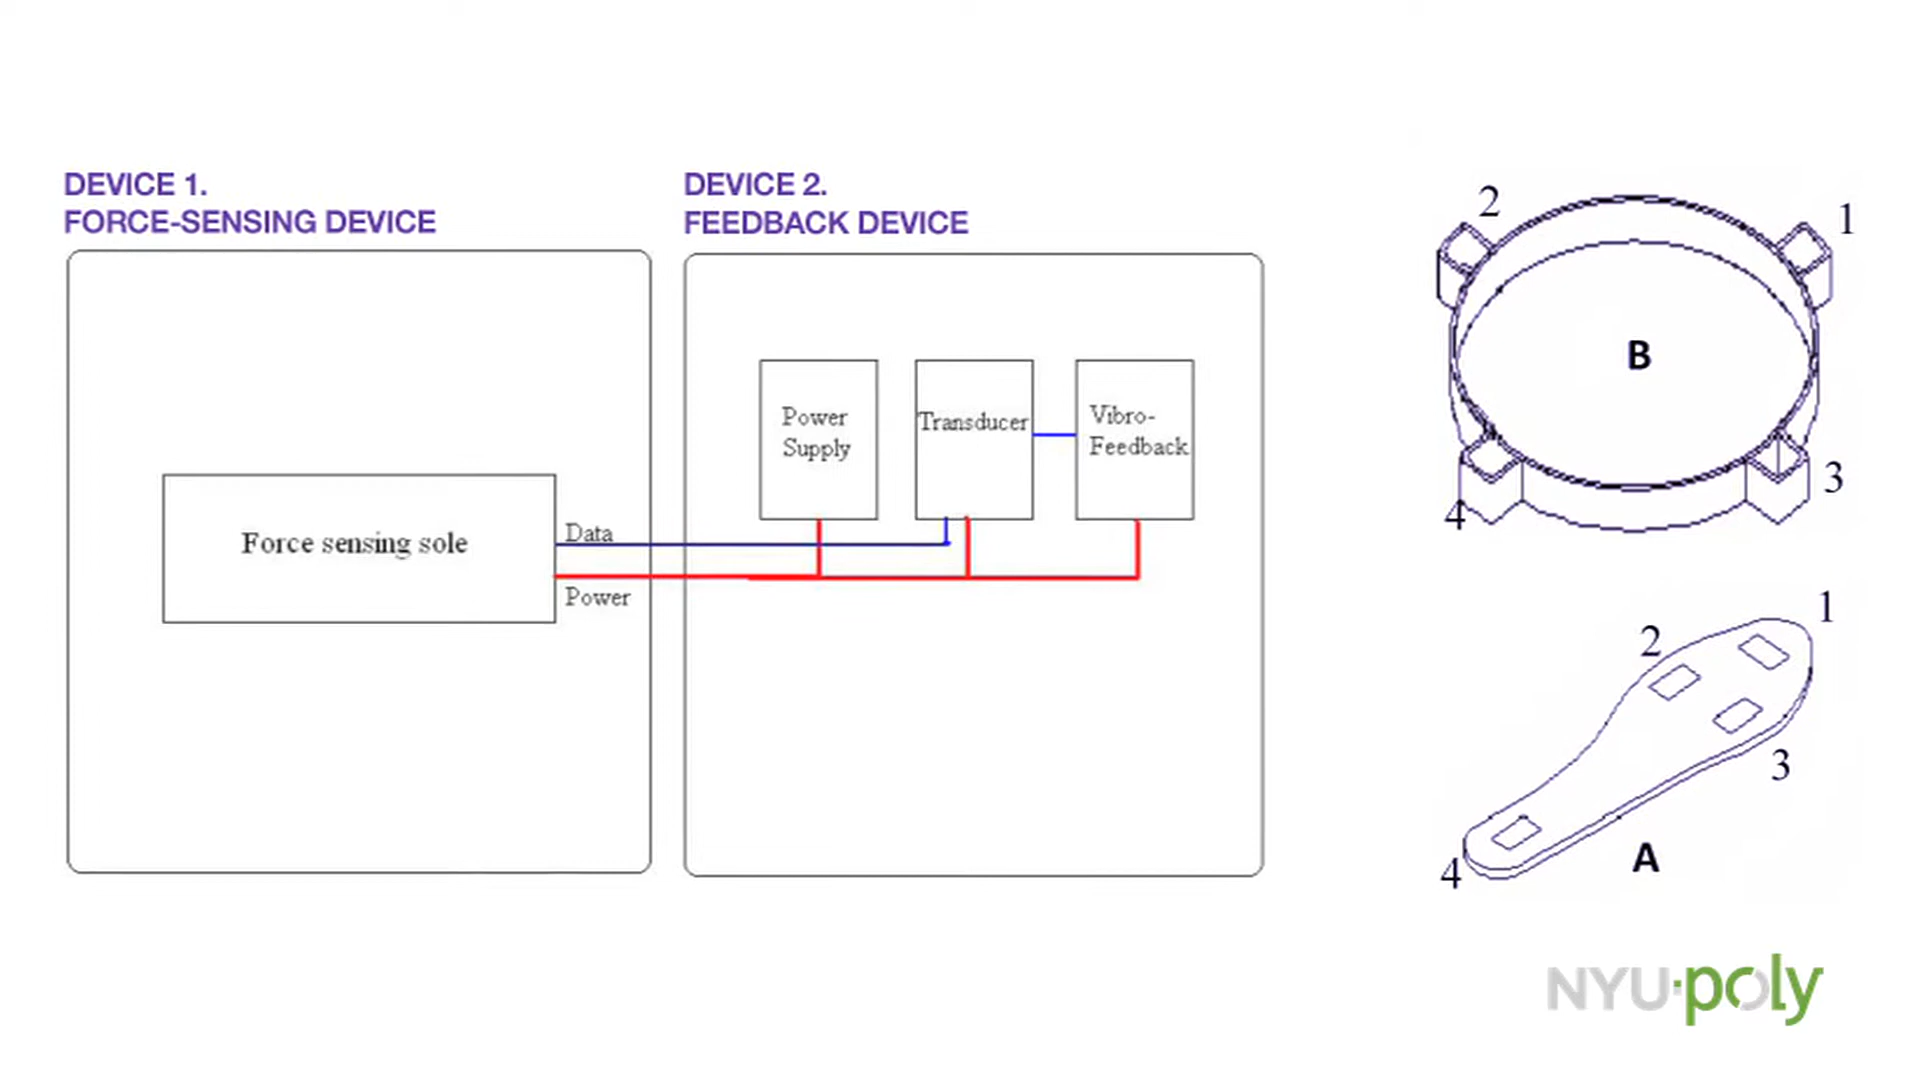 DEVICE 1.
FORCE-SENSING DEVICE
DEVICE 2.
FEEDBACK DEVICE
Force sensing sole
Data
Power
Power
Supply
Transducer
Vibro-
Feedback
2
1
B
3
4
1
2
3
4
A
NYU·poly